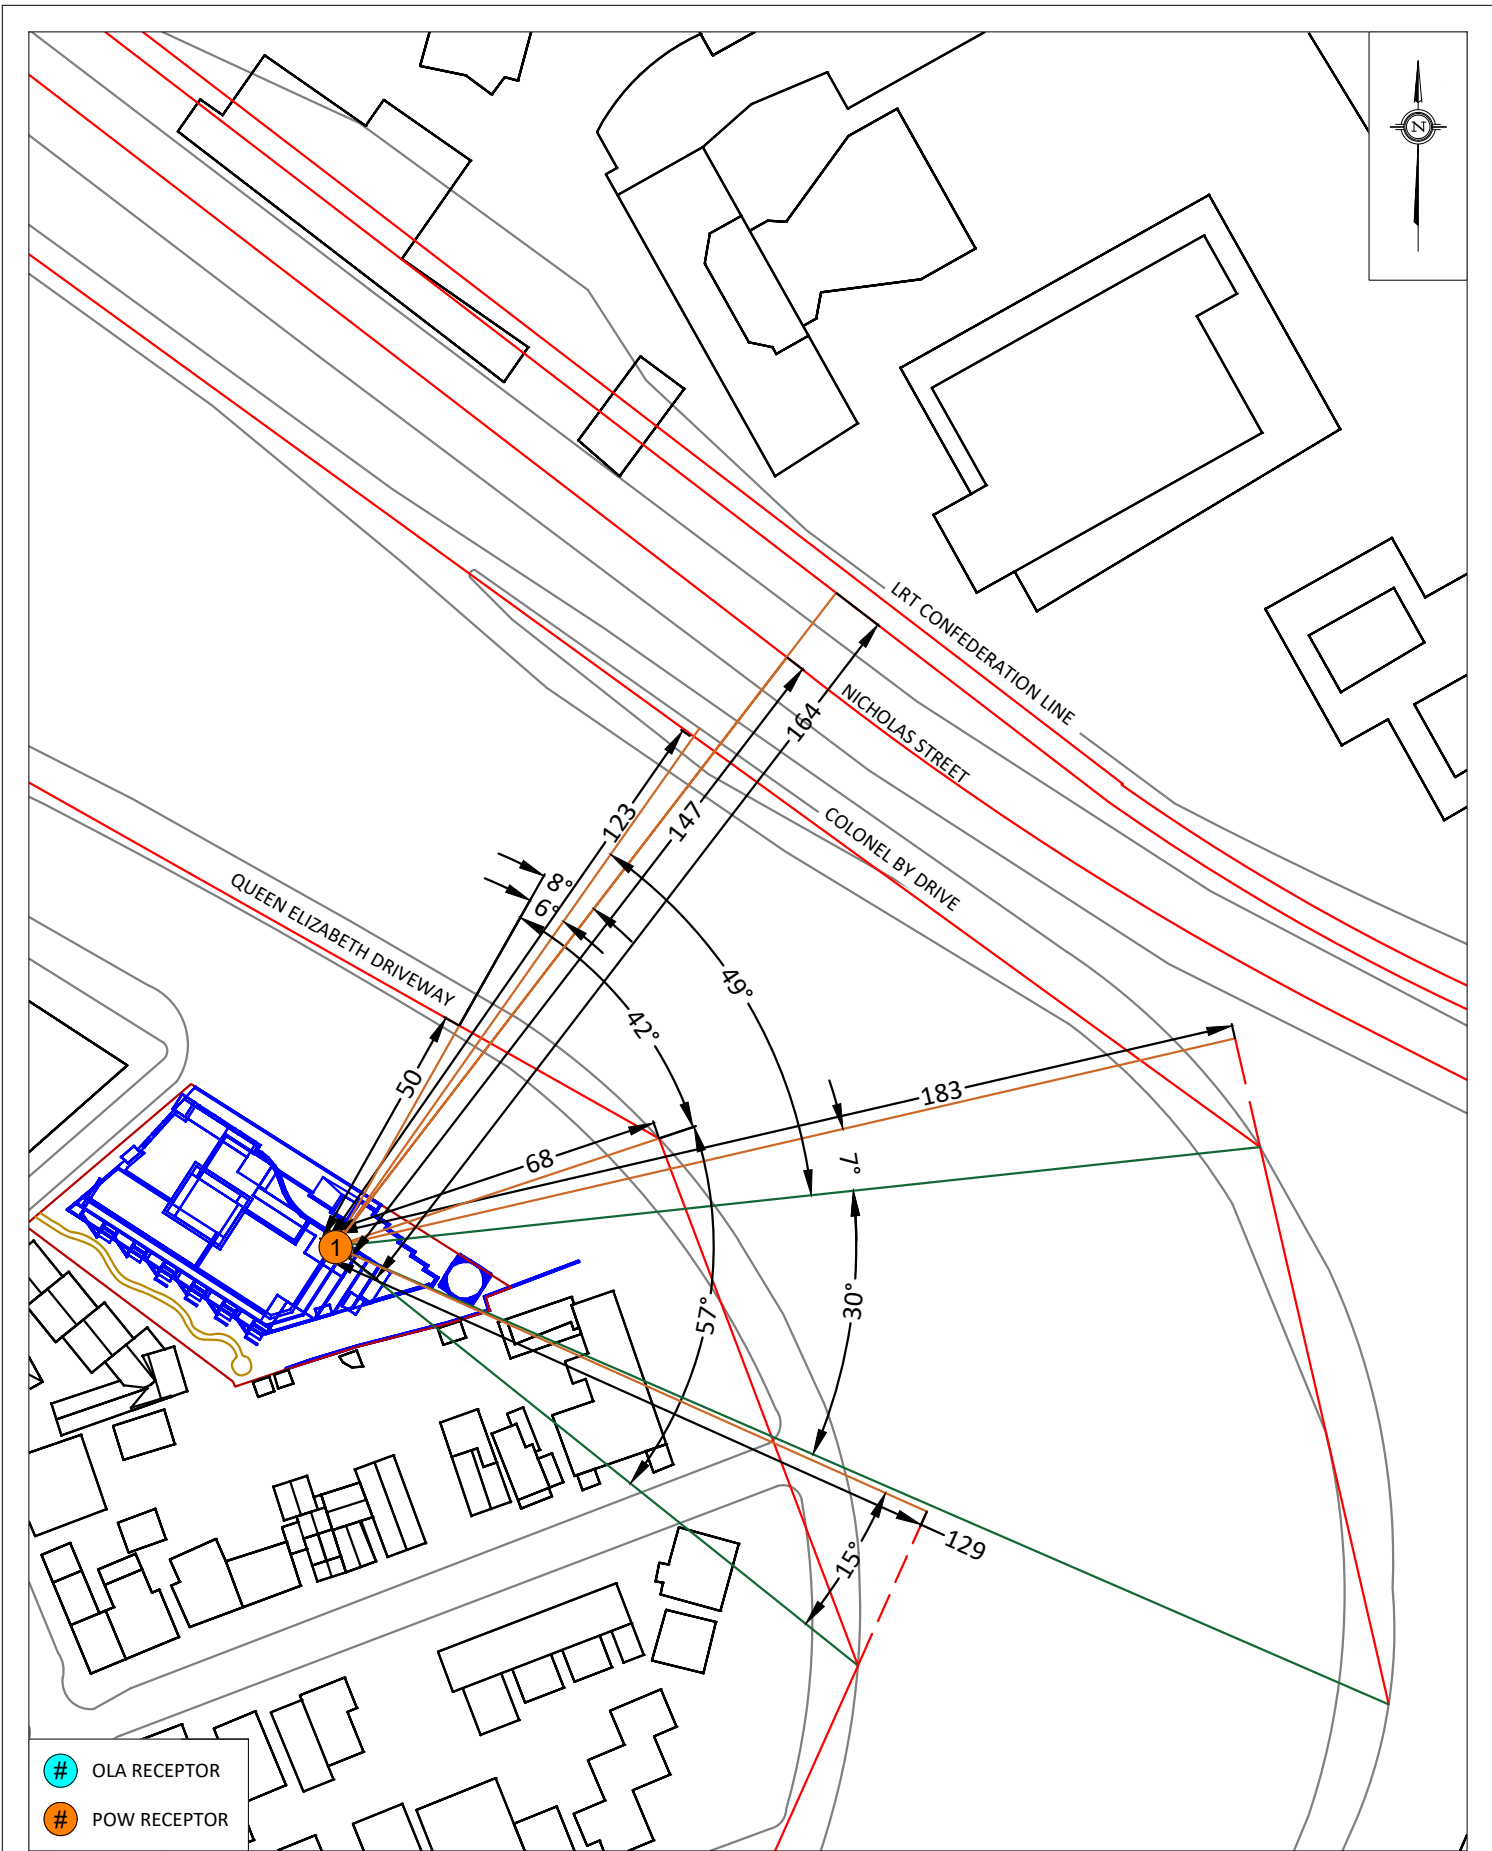 N
LRT CONFEDERATION LINE
NICHOLAS STREET
COLONEL BY DRIVE
QUEEN ELIZABETH DRIVEWAY
164
147
123
8°
6°
49°
42°
50
183
68
7°
1
57°
30°
129
15°
# OLA RECEPTOR
# POW RECEPTOR